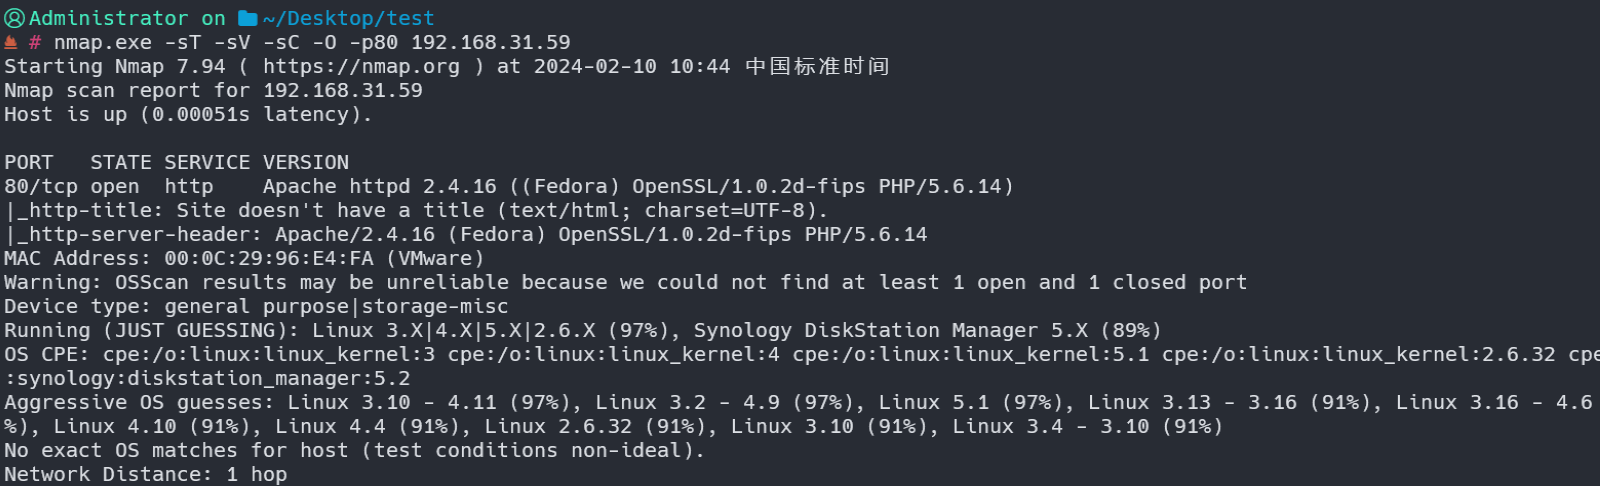 Administrator on ~/Desktop/test
# nmap.exe -sT -sV -sC -O -p80 192.168.31.59
Starting Nmap 7.94 ( https://nmap.org ) at 2024-02-10 10:44 中国标准时间
Nmap scan report for 192.168.31.59
Host is up (0.00051s latency).
PORT   STATE SERVICE VERSION
80/tcp open  http    Apache httpd 2.4.16 ((Fedora) OpenSSL/1.0.2d-fips PHP/5.6.14)
|_http-title: Site doesn't have a title (text/html; charset=UTF-8).
|_http-server-header: Apache/2.4.16 (Fedora) OpenSSL/1.0.2d-fips PHP/5.6.14
MAC Address: 00:0C:29:96:E4:FA (VMware)
Warning: OSScan results may be unreliable because we could not find at least 1 open and 1 closed port
Device type: general purpose|storage-misc
Running (JUST GUESSING): Linux 3.X|4.X|5.X|2.6.X (97%), Synology DiskStation Manager 5.X (89%)
OS CPE: cpe:/o:linux:linux_kernel:3 cpe:/o:linux:linux_kernel:4 cpe:/o:linux:linux_kernel:5.1 cpe:/o:linux:linux_kernel:2.6.32 cpe
:synology:diskstation_manager:5.2
Aggressive OS guesses: Linux 3.10 - 4.11 (97%), Linux 3.2 - 4.9 (97%), Linux 5.1 (97%), Linux 3.13 - 3.16 (91%), Linux 3.16 - 4.6
%), Linux 4.10 (91%), Linux 4.4 (91%), Linux 2.6.32 (91%), Linux 3.10 (91%), Linux 3.4 - 3.10 (91%)
No exact OS matches for host (test conditions non-ideal).
Network Distance: 1 hop